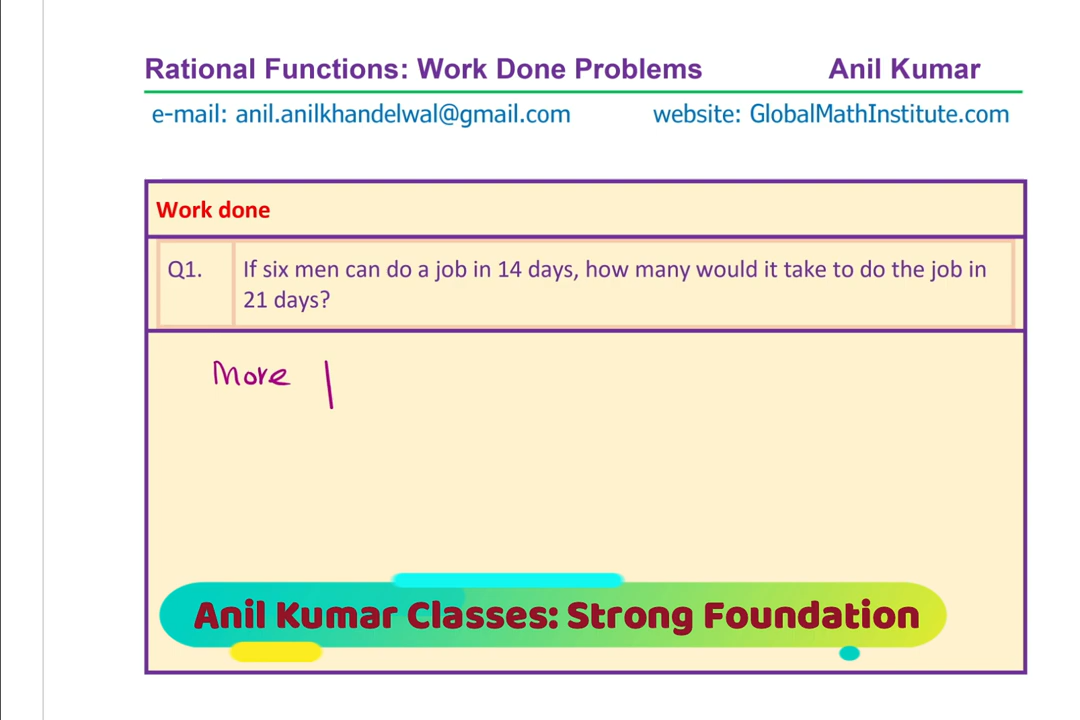 Rational Functions: Work Done Problems Anil Kumar
e-mail: anil.anilkhandelwal@gmail.com website: GlobalMathInstitute.com
Work done
Q1. If six men can do a job in 14 days, how many would it take to do the job in
21 days?
More
Anil Kumar Classes: Strong Foundation